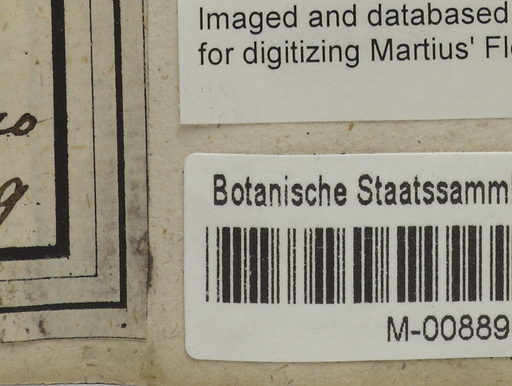 Imaged and databased
for digitizing Martius' Fl
Botanische Staatssamml
M-00889